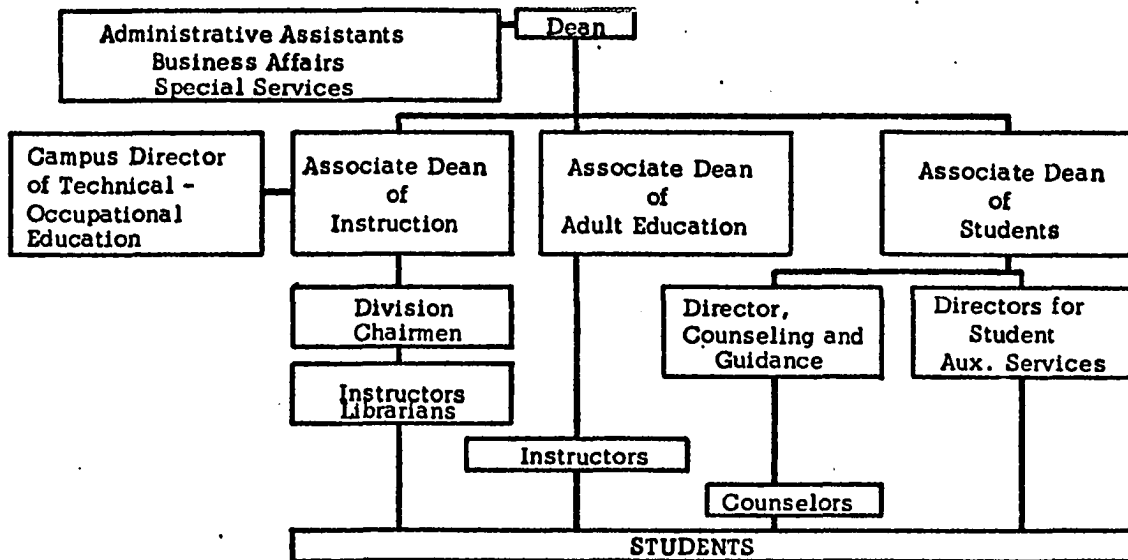 Dean
Administrative Assistants
Business Affairs
Special Services
Campus Director
of Technical -
Occupational
Education
Associate Dean
of
Instruction
Associate Dean
of
Adult Education
Associate Dean
of
Students
Division
Chairmen
Director,
Counseling and
Guidance
Directors for
Student
Aux. Services
Instructors
Librarians
Instructors
Counselors
STUDENTS